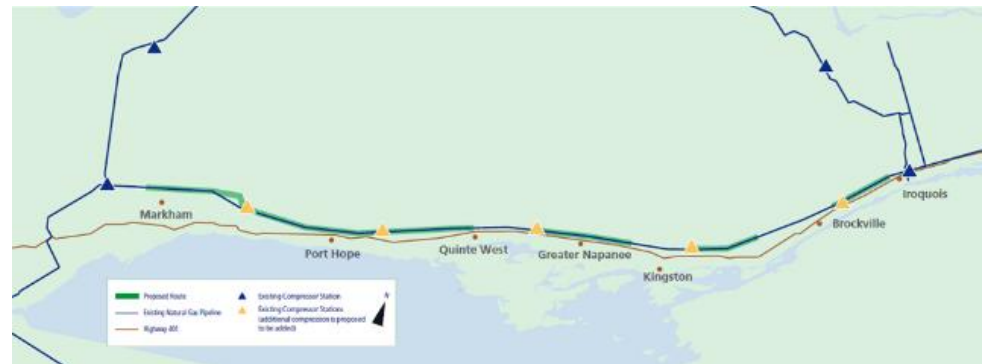 Markham
Port Hope
Quinte West
Greater Napanee
Kingston
Brockville
Iroquois
Proposed Route
Existing Natural Gas Pipeline
Highway 401
Existing Compressor Station
Existing Compressor Stations
(additional compression is proposed
to be added)
N